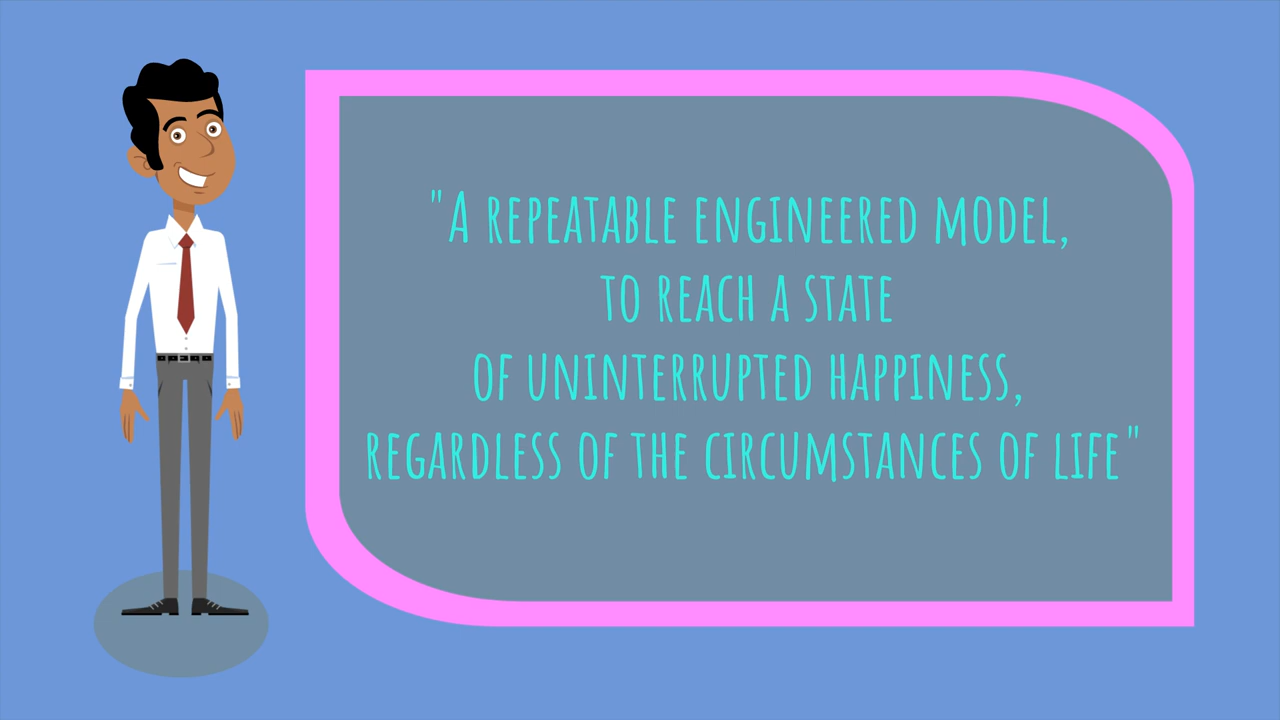 "A REPEATABLE ENGINEERED MODEL,
TO REACH A STATE
OF UNINTERRUPTED HAPPINESS,
REGARDLESS OF THE CIRCUMSTANCES OF LIFE"